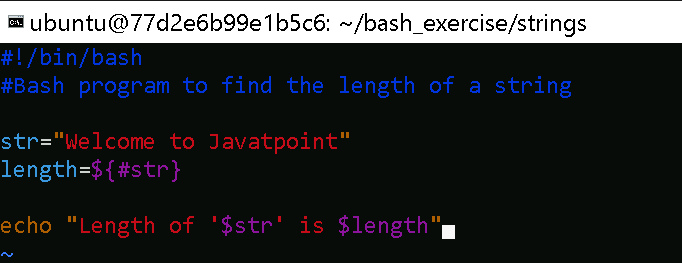 ubuntu@77d2e6b99e1b5c6: ~/bash_exercise/strings
#!/bin/bash
#Bash program to find the length of a string
str="Welcome to Javatpoint"
length=${#str}
echo "Length of '$str' is $length"
~